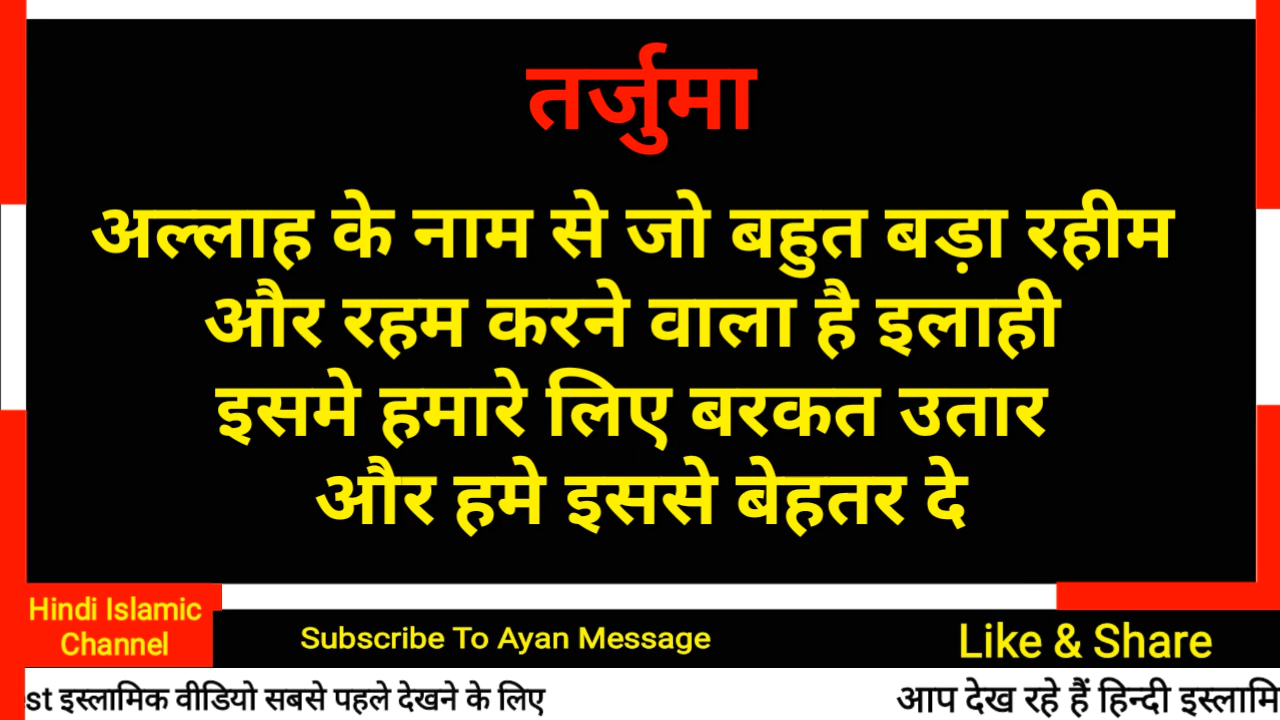 तर्जुमा
अल्लाह के नाम से जो बहुत बड़ा रहीम
और रहम करने वाला है इलाही
इसमे हमारे लिए बरकत उतार
और हमे इससे बेहतर दे
Hindi Islamic
Channel
Subscribe To Ayan Message
Like & Share
st इस्लामिक वीडियो सबसे पहले देखने के लिए
आप देख रहे हैं हिन्दी इस्लामि